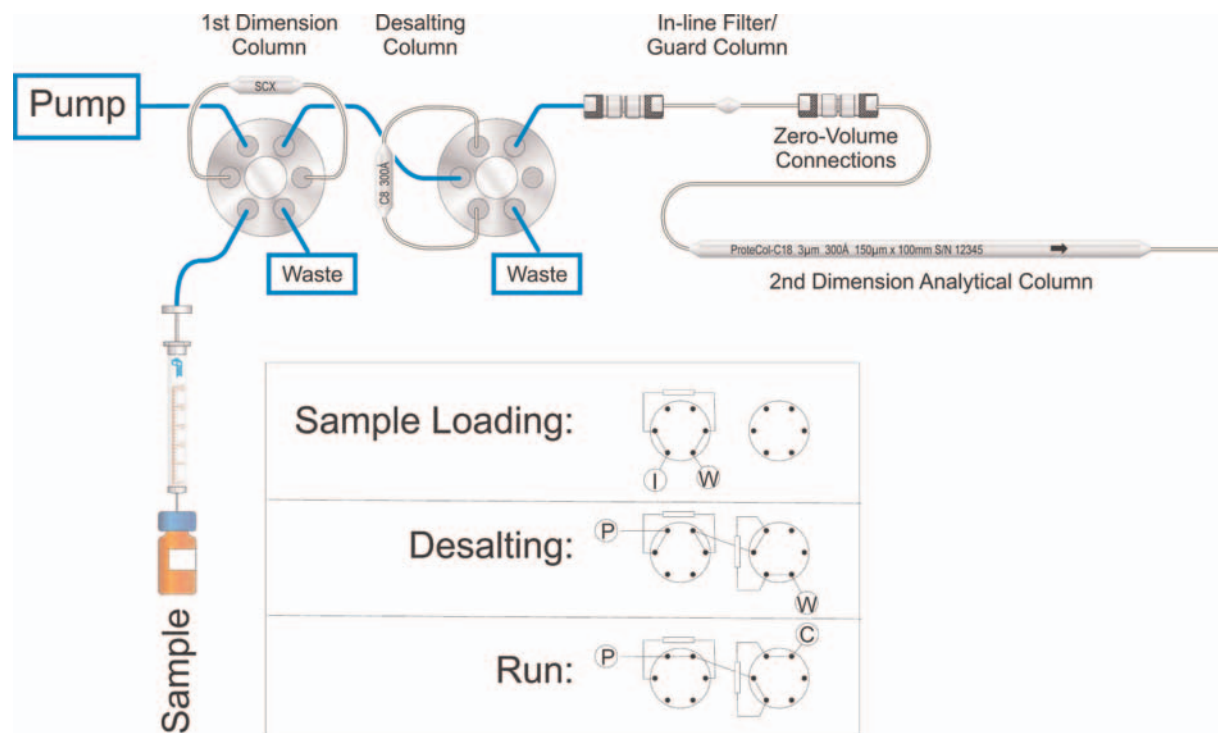 1st Dimension
Column
Desalting
Column
In-line Filter/
Guard Column
Pump
SCX
C8 300Å
Zero-Volume
Connections
ProteCol-C18 3µm 300Å 150µm x 100mm S/N 12345
2nd Dimension Analytical Column
Waste
Waste
Sample
Sample Loading:
I
W
Desalting:
P
W
Run:
P
C